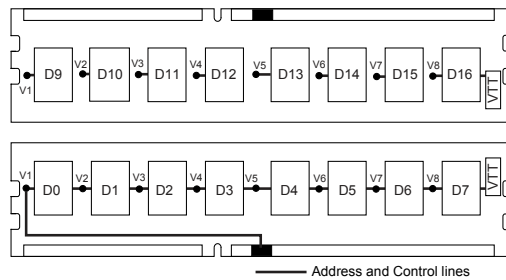 V1 D9 V2 D10 V3 D11 V4 D12 V5 D13 V6 D14 V7 D15 V8 D16 VTT
V1 D0 V2 D1 V3 D2 V4 D3 V5 D4 V6 D5 V7 D6 V8 D7 VTT
Address and Control lines